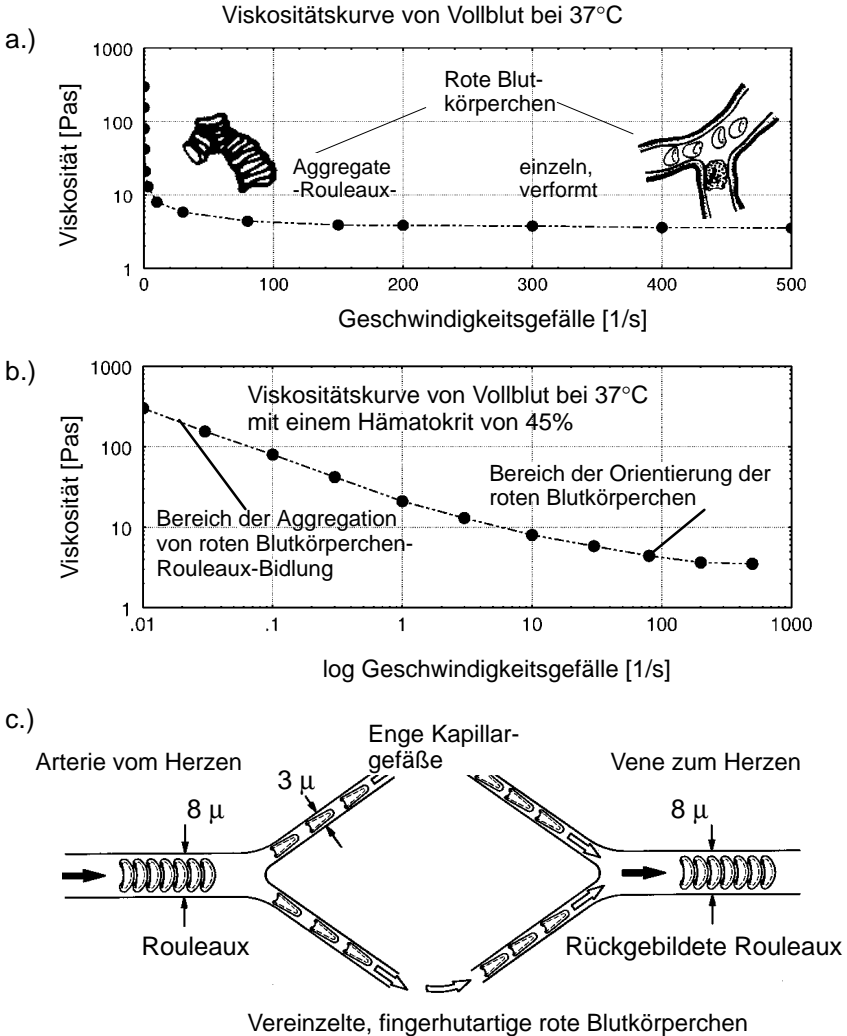 Viskositätskurve von Vollblut bei 37°C
a.)
1000
100
10
1
Viskosität [Pas]
Rote Blut-
körperchen
Aggregate
-Rouleaux-
einzeln,
verformt
0 100 200 300 400 500
Geschwindigkeitsgefälle [1/s]
b.)
1000
100
10
1
Viskosität [Pas]
Viskositätskurve von Vollblut bei 37°C
mit einem Hämatokrit von 45%
Bereich der Orientierung der
roten Blutkörperchen
Bereich der Aggregation
von roten Blutkörperchen-
Rouleaux-Bidlung
.01 .1 1 10 100 1000
log Geschwindigkeitsgefälle [1/s]
c.)
Enge Kapillar-
gefäße
Arterie vom Herzen
Vene zum Herzen
3 μ
8 μ
8 μ
Rouleaux
Rückgebildete Rouleaux
Vereinzelte, fingerhutartige rote Blutkörperchen